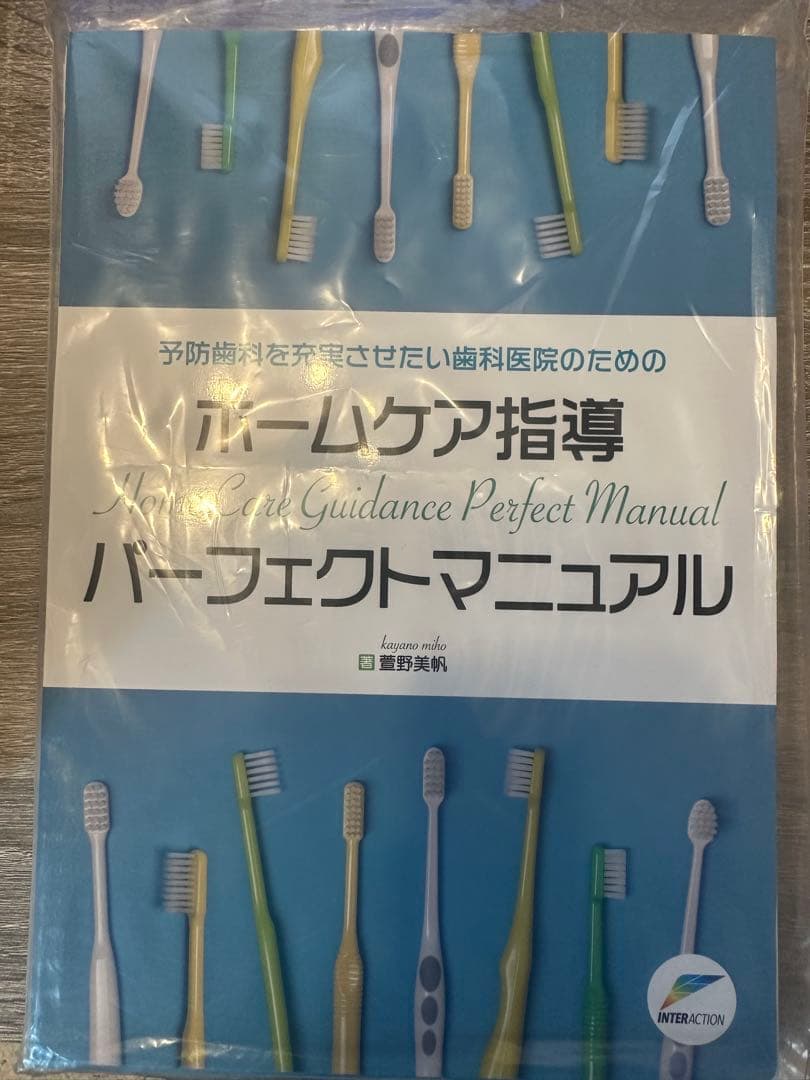 予防歯科を充実させたい歯科医院のための
ホームケア指導
Home Care Guidance Perfect Manual
パーフェクトマニュアル
kayano miho
著 萱野美帆
INTERACTION